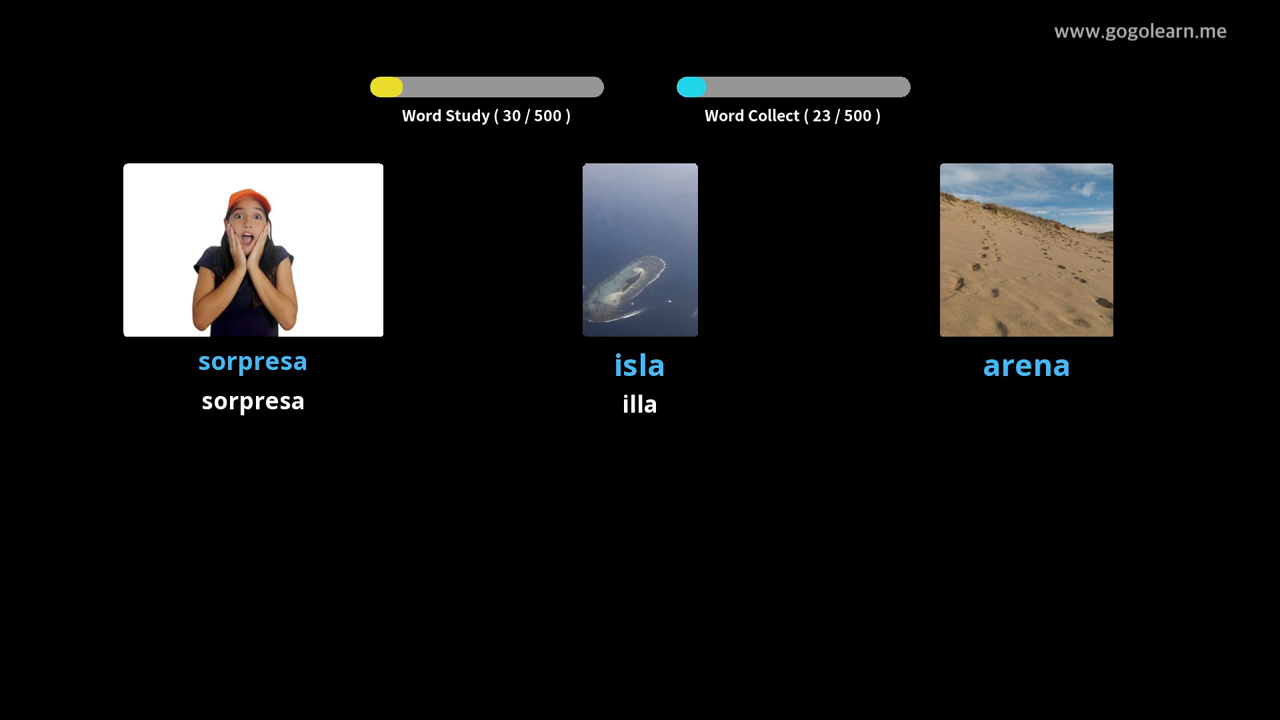 www.gogolearn.me
Word Study ( 30 / 500 )
Word Collect ( 23 / 500 )
sorpresa
sorpresa
isla
illa
arena